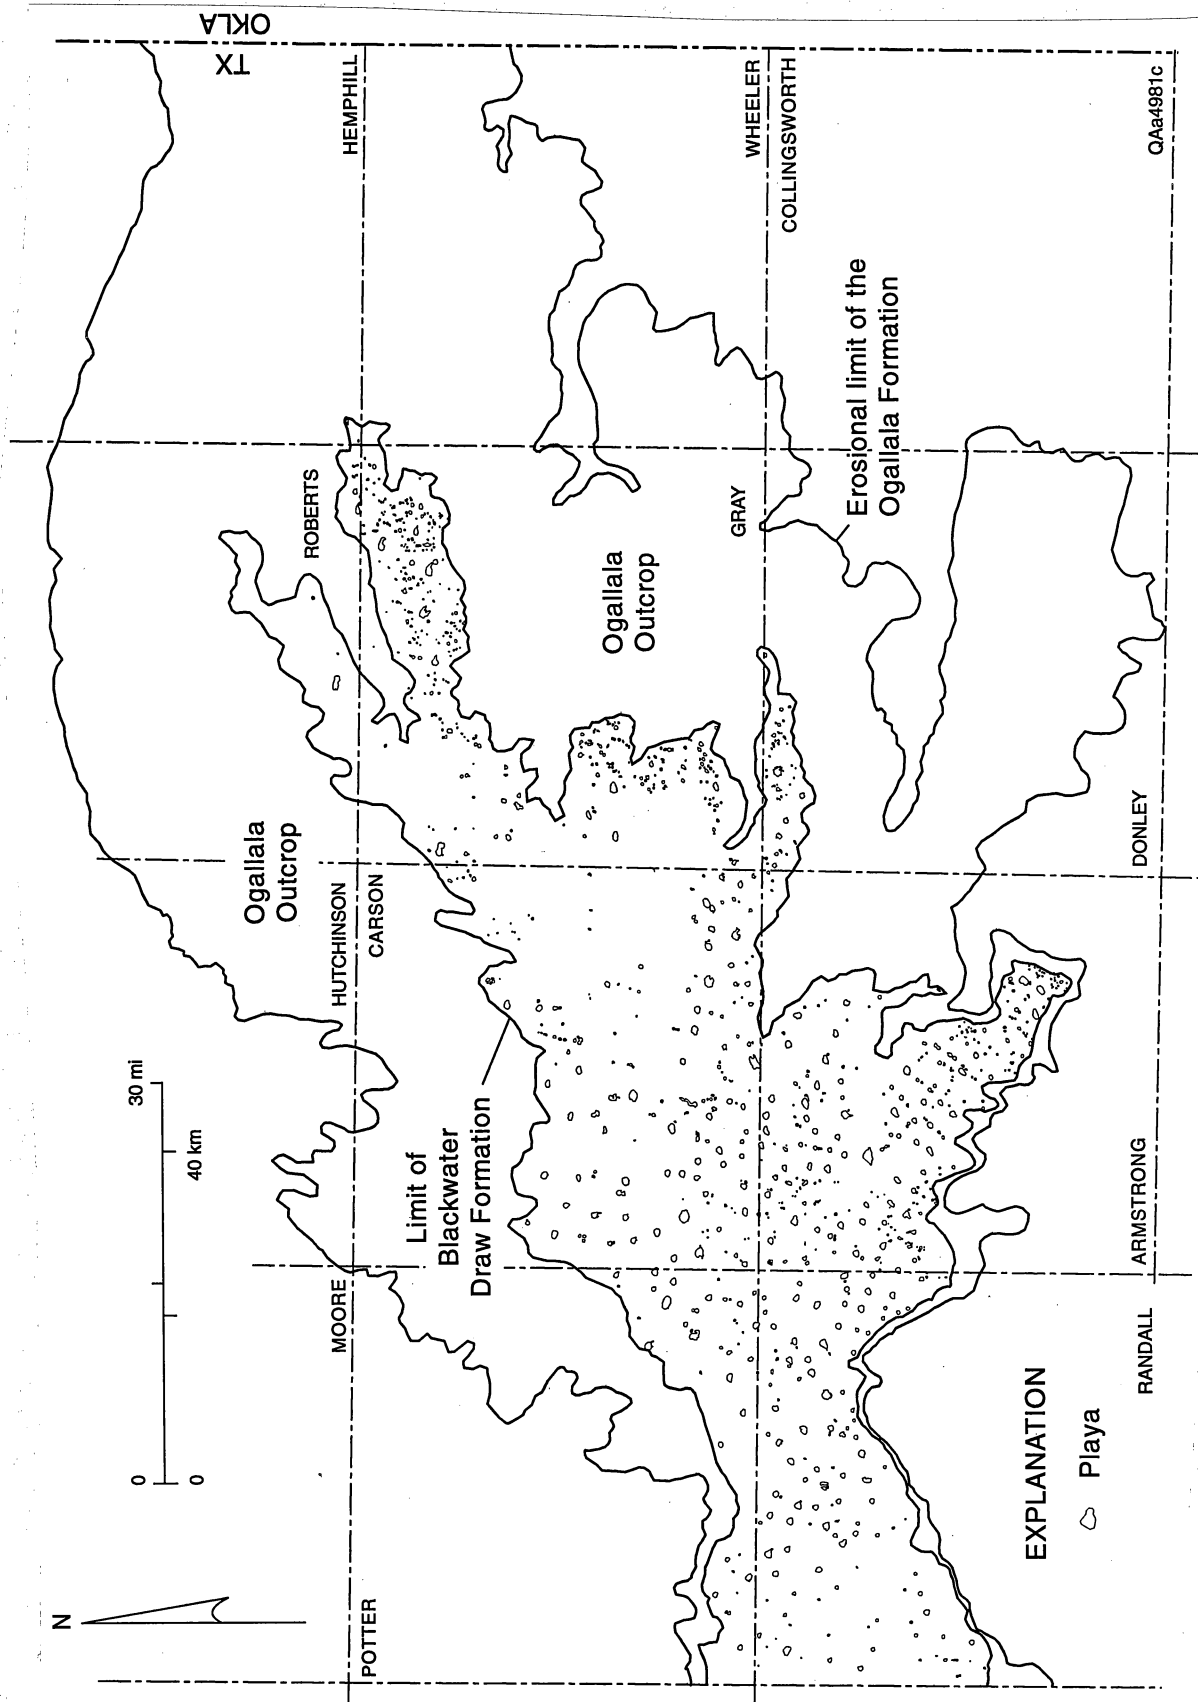 OKLA
TX
HEMPHILL
WHEELER
COLLINGSWORTH
QAa4981c
Erosional limit of the
Ogallala Formation
ROBERTS
GRAY
Ogallala
Outcrop
DONLEY
Ogallala
Outcrop
HUTCHINSON
CARSON
30 mi
40 km
0
0
Limit of
Blackwater
Draw Formation
MOORE
ARMSTRONG
RANDALL
EXPLANATION
Playa
N
POTTER